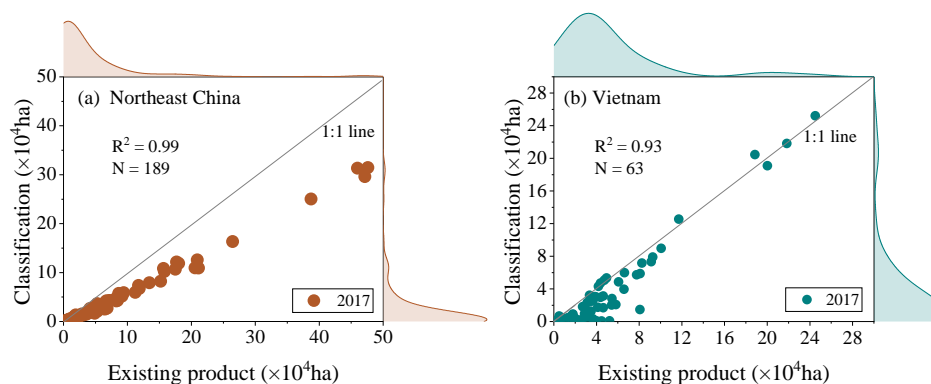 (a) Northeast China
R² = 0.99
N = 189
1:1 line
2017
50
40
30
20
10
0
0 10 20 30 40 50
Classification (×10⁴ha)
Existing product (×10⁴ha)
(b) Vietnam
R² = 0.93
N = 63
1:1 line
2017
28
24
20
16
12
8
4
0
0 4 8 12 16 20 24 28
Classification (×10⁴ha)
Existing product (×10⁴ha)